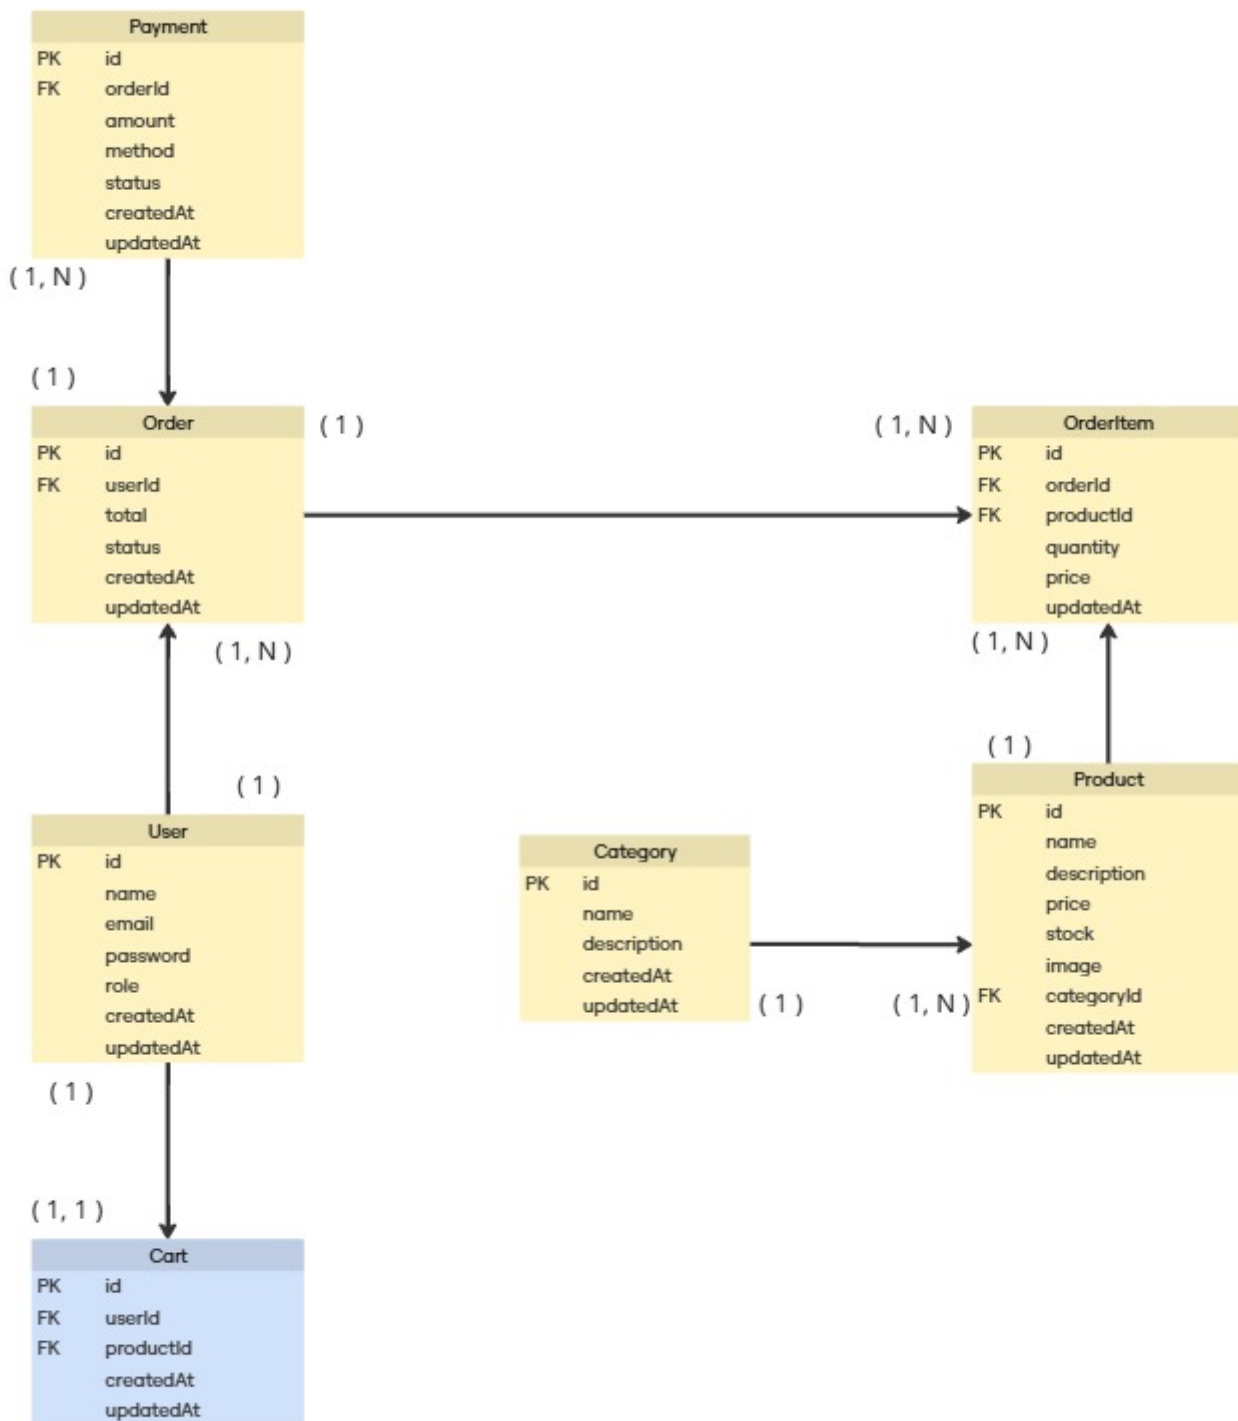 Payment
PK id
FK orderId
amount
method
status
createdAt
updatedAt
( 1, N )
( 1 )
Order
PK id
FK userId
total
status
createdAt
updatedAt
( 1 )
( 1, N )
OrderItem
PK id
FK orderId
FK productId
quantity
price
updatedAt
( 1, N )
( 1, N )
( 1 )
( 1 )
User
PK id
name
email
password
role
createdAt
updatedAt
Category
PK id
name
description
createdAt
updatedAt
( 1 )
( 1, N )
Product
PK id
name
description
price
stock
image
FK categoryId
createdAt
updatedAt
( 1 )
( 1, 1 )
Cart
PK id
FK userId
FK productId
createdAt
updatedAt